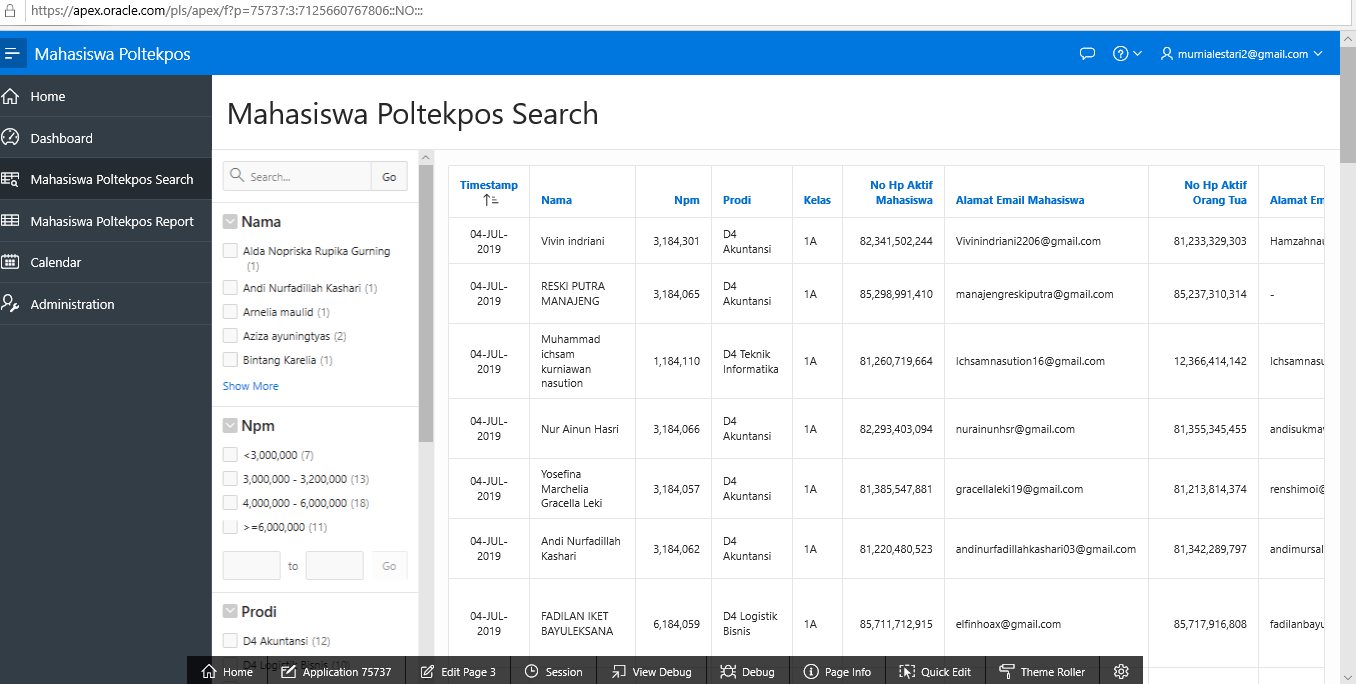 https://apex.oracle.com/pls/apex/f?p=75737:3:7125660767806::NO:::
Mahasiswa Poltekpos
murnialestari2@gmail.com
Home
Dashboard
Mahasiswa Poltekpos Search
Mahasiswa Poltekpos Report
Calendar
Administration
Mahasiswa Poltekpos Search
Search...
Go
Nama
Alda Nopriska Rupika Gurning
(1)
Andi Nurfadillah Kashari (1)
Arnelia maulid (1)
Aziza ayuningtyas (2)
Bintang Karelia (1)
Show More
Npm
<3,000,000 (7)
3,000,000 - 3,200,000 (13)
4,000,000 - 6,000,000 (18)
>=6,000,000 (11)
to
Go
Prodi
D4 Akuntansi (12)
D4 Logistik Bisnis (10)
Timestamp Nama Npm Prodi Kelas No Hp Aktif Mahasiswa Alamat Email Mahasiswa No Hp Aktif Orang Tua Alamat Em
04-JUL-2019 Vivin indriani 3,184,301 D4 Akuntansi 1A 82,341,502,244 Vivinindriani2206@gmail.com 81,233,329,303 Hamzahnau
04-JUL-2019 RESKI PUTRA MANAJENG 3,184,065 D4 Akuntansi 1A 85,298,991,410 manajengreskiputra@gmail.com 85,237,310,314 -
04-JUL-2019 Muhammad ichsam kurniawan nasution 1,184,110 D4 Teknik Informatika 1A 81,260,719,664 Ichsamnasution16@gmail.com 12,366,414,142 Ichsamnasu
04-JUL-2019 Nur Ainun Hasri 3,184,066 D4 Akuntansi 1A 82,293,403,094 nurainunhsr@gmail.com 81,355,345,455 andisukmaw
04-JUL-2019 Yosefina Marchelia Gracella Leki 3,184,057 D4 Akuntansi 1A 81,385,547,881 gracellaleki19@gmail.com 81,213,814,374 renshimoi@
04-JUL-2019 Andi Nurfadillah Kashari 3,184,062 D4 Akuntansi 1A 81,220,480,523 andinurfadillahkashari03@gmail.com 81,342,289,797 andimursal
04-JUL-2019 FADILAN IKET BAYULEKSANA 6,184,059 D4 Logistik Bisnis 1A 85,711,712,915 elfinhoax@gmail.com 85,717,916,808 fadilanbayu
Home
Application 75737
Edit Page 3
Session
View Debug
Debug
Page Info
Quick Edit
Theme Roller